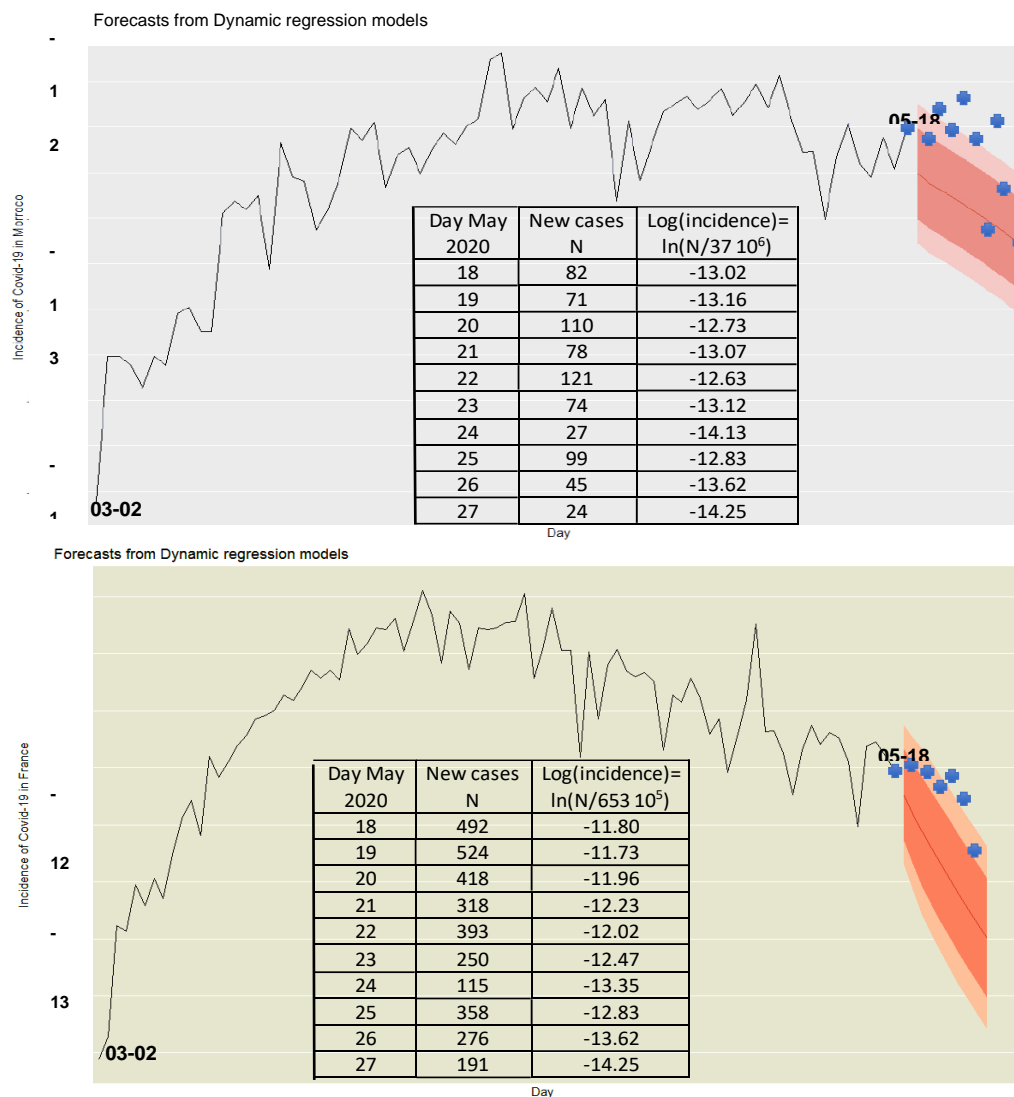 Forecasts from Dynamic regression models
-
1
2
-
1
3
-
Incidence of Covid-19 in Morroco
05-18
03-02
Day May 2020 New cases N Log(incidence)= ln(N/37 10⁶)
18 82 -13.02
19 71 -13.16
20 110 -12.73
21 78 -13.07
22 121 -12.63
23 74 -13.12
24 27 -14.13
25 99 -12.83
26 45 -13.62
27 24 -14.25
Day
Forecasts from Dynamic regression models
-
12
-
13
Incidence of Covid-19 in France
05-18
03-02
Day May 2020 New cases N Log(incidence)= ln(N/653 10⁵)
18 492 -11.80
19 524 -11.73
20 418 -11.96
21 318 -12.23
22 393 -12.02
23 250 -12.47
24 115 -13.35
25 358 -12.83
26 276 -13.62
27 191 -14.25
Day